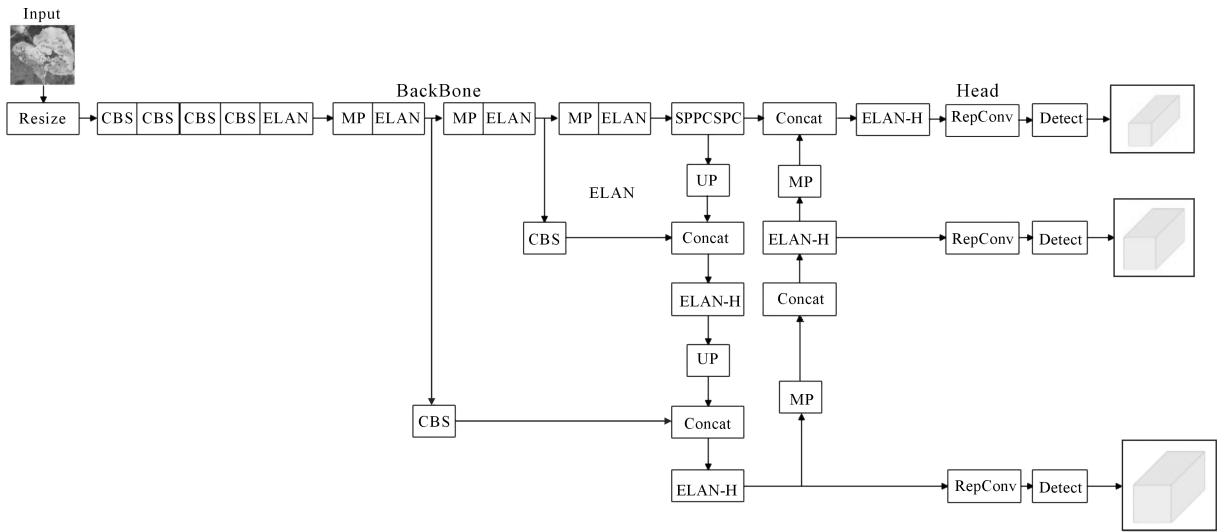 Input
BackBone
Head
Resize
CBS CBS CBS CBS ELAN
MP ELAN
MP ELAN
MP ELAN
SPPCSPC
Concat
ELAN-H
RepConv
Detect
UP
MP
ELAN
CBS
Concat
ELAN-H
RepConv
Detect
ELAN-H
Concat
UP
MP
CBS
Concat
ELAN-H
RepConv
Detect